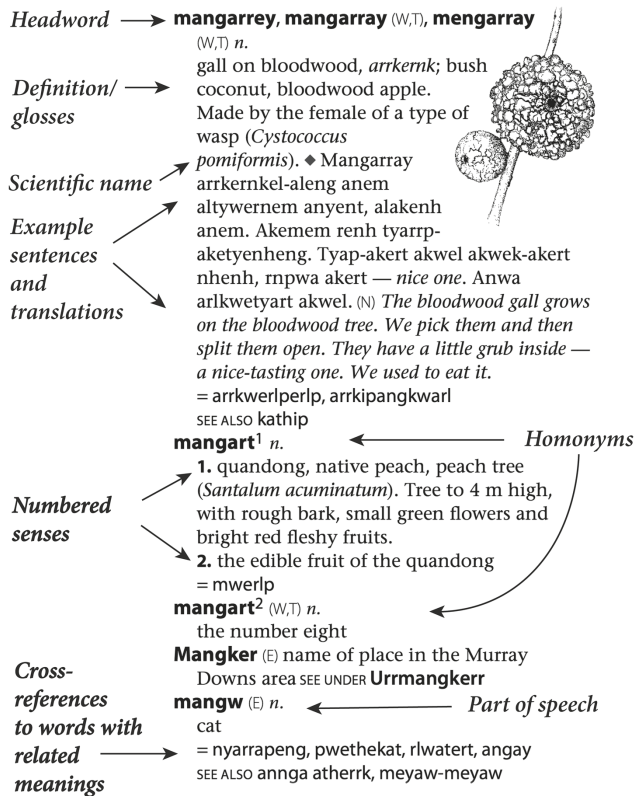 Headword
mangarrey, mangarray (W,T), mengarray
(W,T) n.
Definition/
glosses
gall on bloodwood, arrkernk; bush
coconut, bloodwood apple.
Made by the female of a type of
wasp (Cystococcus
pomiformis). ◆ Mangarray
Scientific name
arrkernkel-aleng anem
altywernem anyent, alakenh
anem. Akemem renh tyarrp-
aketyenheng. Tyap-akert akwel akwek-akert
nhenh, rnpwa akert — nice one. Anwa
arlkwetyart akwel. (N) The bloodwood gall grows
on the bloodwood tree. We pick them and then
split them open. They have a little grub inside —
a nice-tasting one. We used to eat it.
Example
sentences
and
translations
= arrkwerlperlp, arrkipangkwarl
SEE ALSO kathip
mangart¹ n.
Homonyms
1. quandong, native peach, peach tree
(Santalum acuminatum). Tree to 4 m high,
with rough bark, small green flowers and
bright red fleshy fruits.
2. the edible fruit of the quandong
= mwerlp
Numbered
senses
mangart² (W,T) n.
the number eight
Mangker (E) name of place in the Murray
Downs area SEE UNDER Urrmangkerr
mangw (E) n.
Part of speech
cat
= nyarrapeng, pwethekat, rlwatert, angay
SEE ALSO annga atherrk, meyaw-meyaw
Cross-
references
to words with
related
meanings